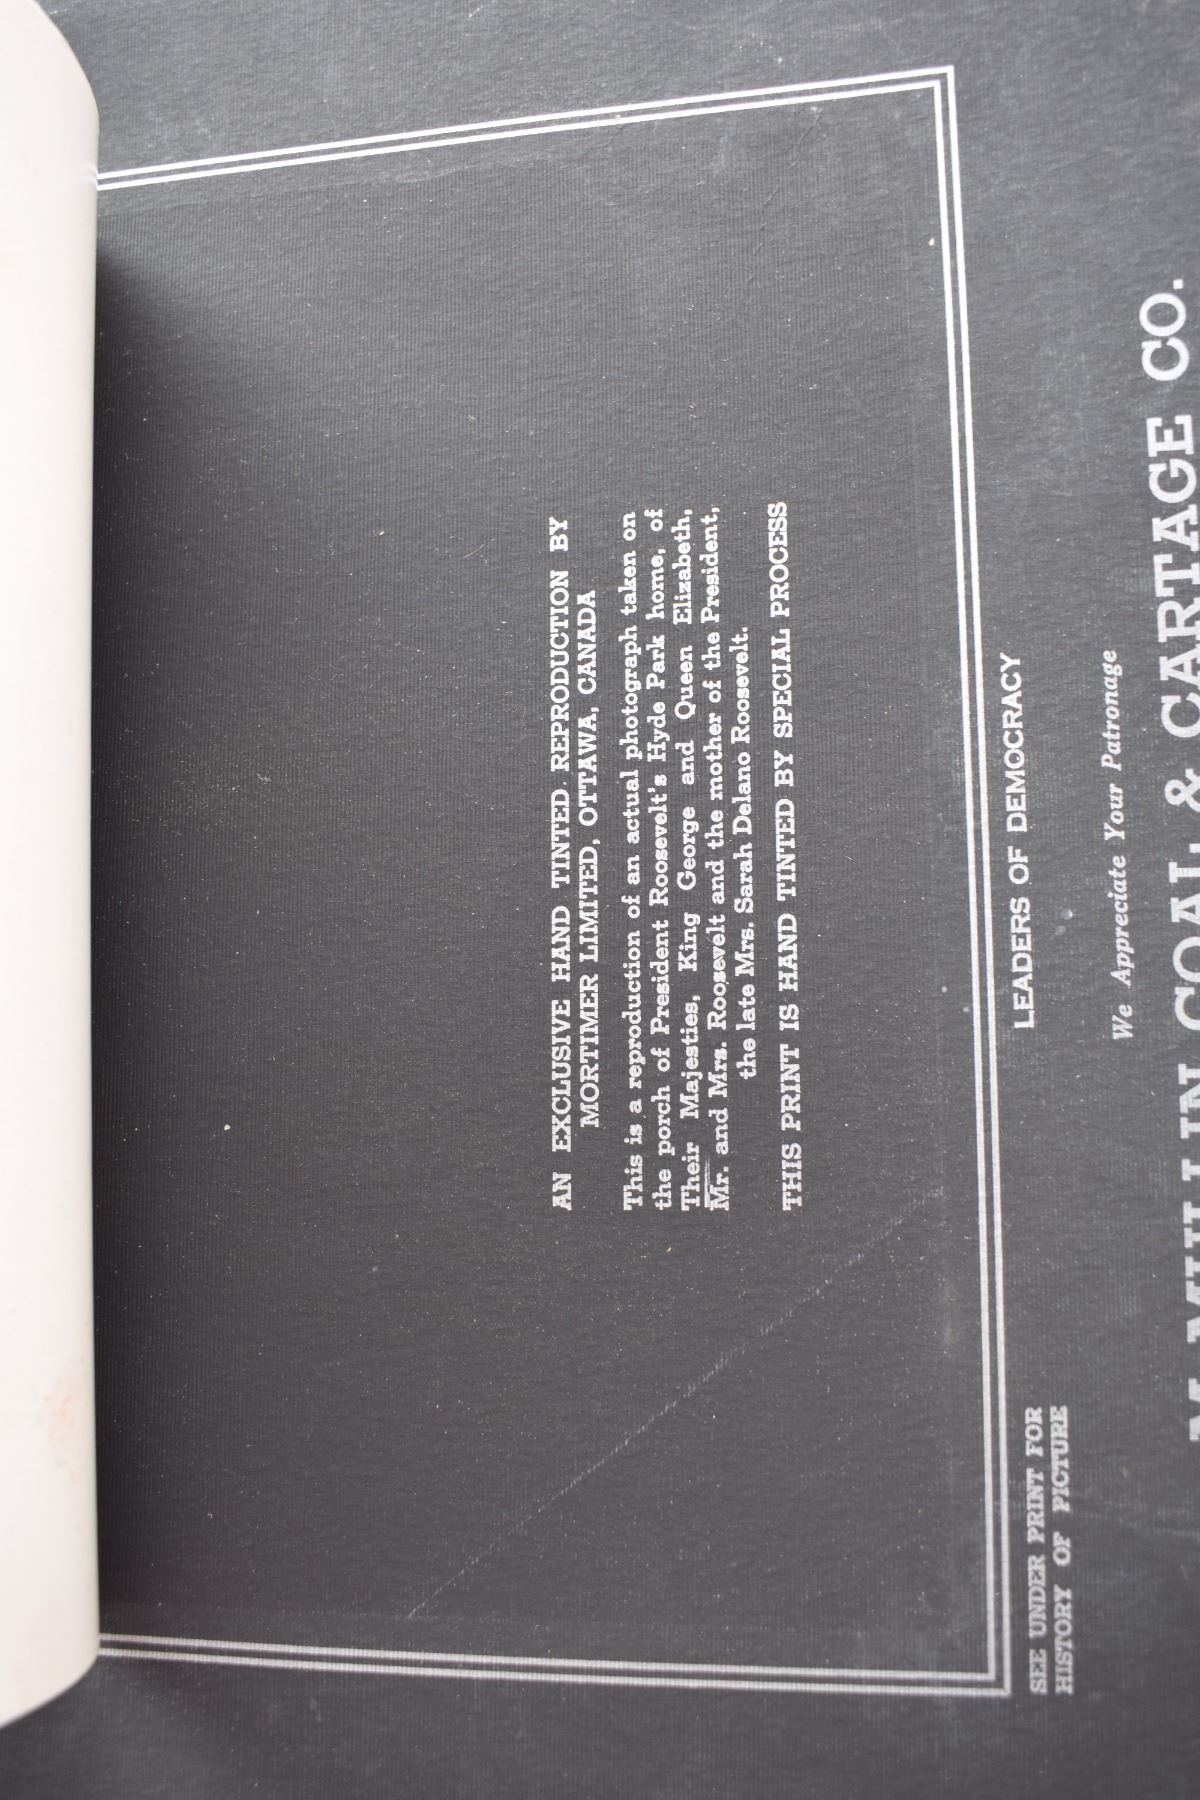 AN EXCLUSIVE HAND TINTED REPRODUCTION BY
MORTIMER LIMITED, OTTAWA, CANADA
This is a reproduction of an actual photograph taken on
the porch of President Roosevelt's Hyde Park home, of
Their Majesties, King George and Queen Elizabeth,
Mr. and Mrs. Roosevelt and the mother of the President,
the late Mrs. Sarah Delano Roosevelt.
THIS PRINT IS HAND TINTED BY SPECIAL PROCESS
LEADERS OF DEMOCRACY
SEE UNDER PRINT FOR
HISTORY OF PICTURE
We Appreciate Your Patronage
COAL & CARTAGE CO.